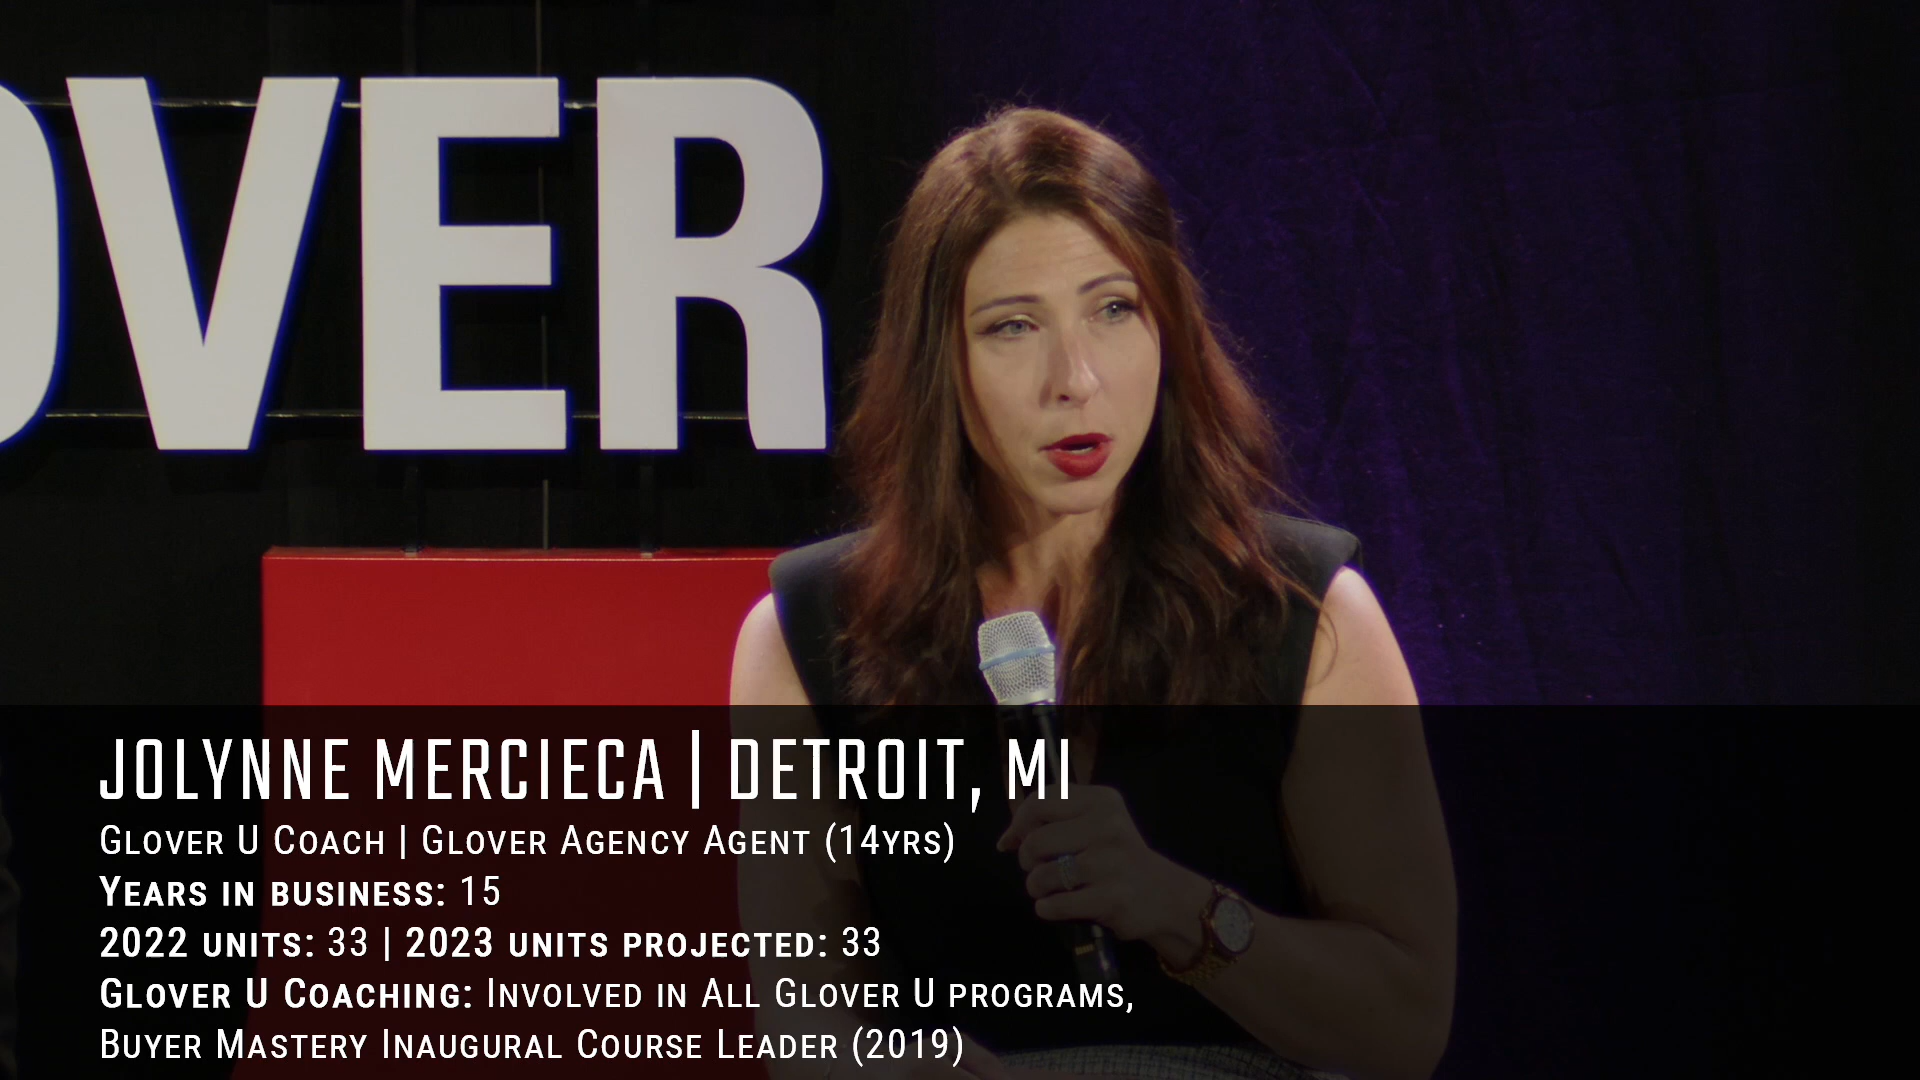 OVER
JOLYNNE MERCIECA | DETROIT, MI
GLOVER U COACH | GLOVER AGENCY AGENT (14YRS)
YEARS IN BUSINESS: 15
2022 UNITS: 33 | 2023 UNITS PROJECTED: 33
GLOVER U COACHING: INVOLVED IN ALL GLOVER U PROGRAMS,
BUYER MASTERY INAUGURAL COURSE LEADER (2019)